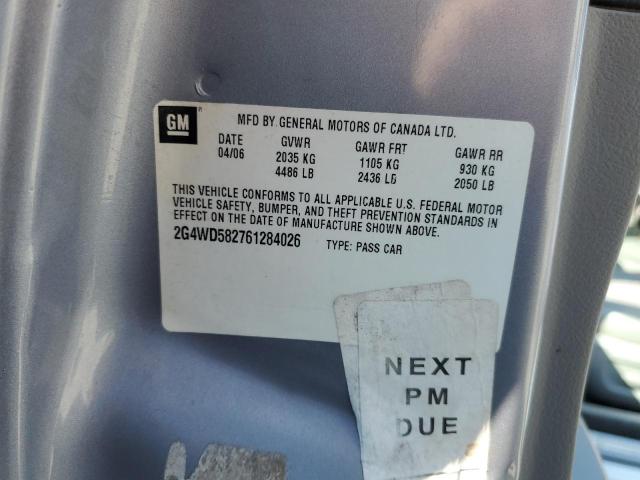 GM
MFD BY GENERAL MOTORS OF CANADA LTD.
DATE GVWR GAWR FRT GAWR RR
04/06 2035 KG 1105 KG 930 KG
4486 LB 2436 LB 2050 LB
THIS VEHICLE CONFORMS TO ALL APPLICABLE U.S. FEDERAL MOTOR
VEHICLE SAFETY, BUMPER, AND THEFT PREVENTION STANDARDS IN
EFFECT ON THE DATE OF MANUFACTURE SHOWN ABOVE.
2G4WD582761284026 TYPE: PASS CAR
NEXT
PM
DUE